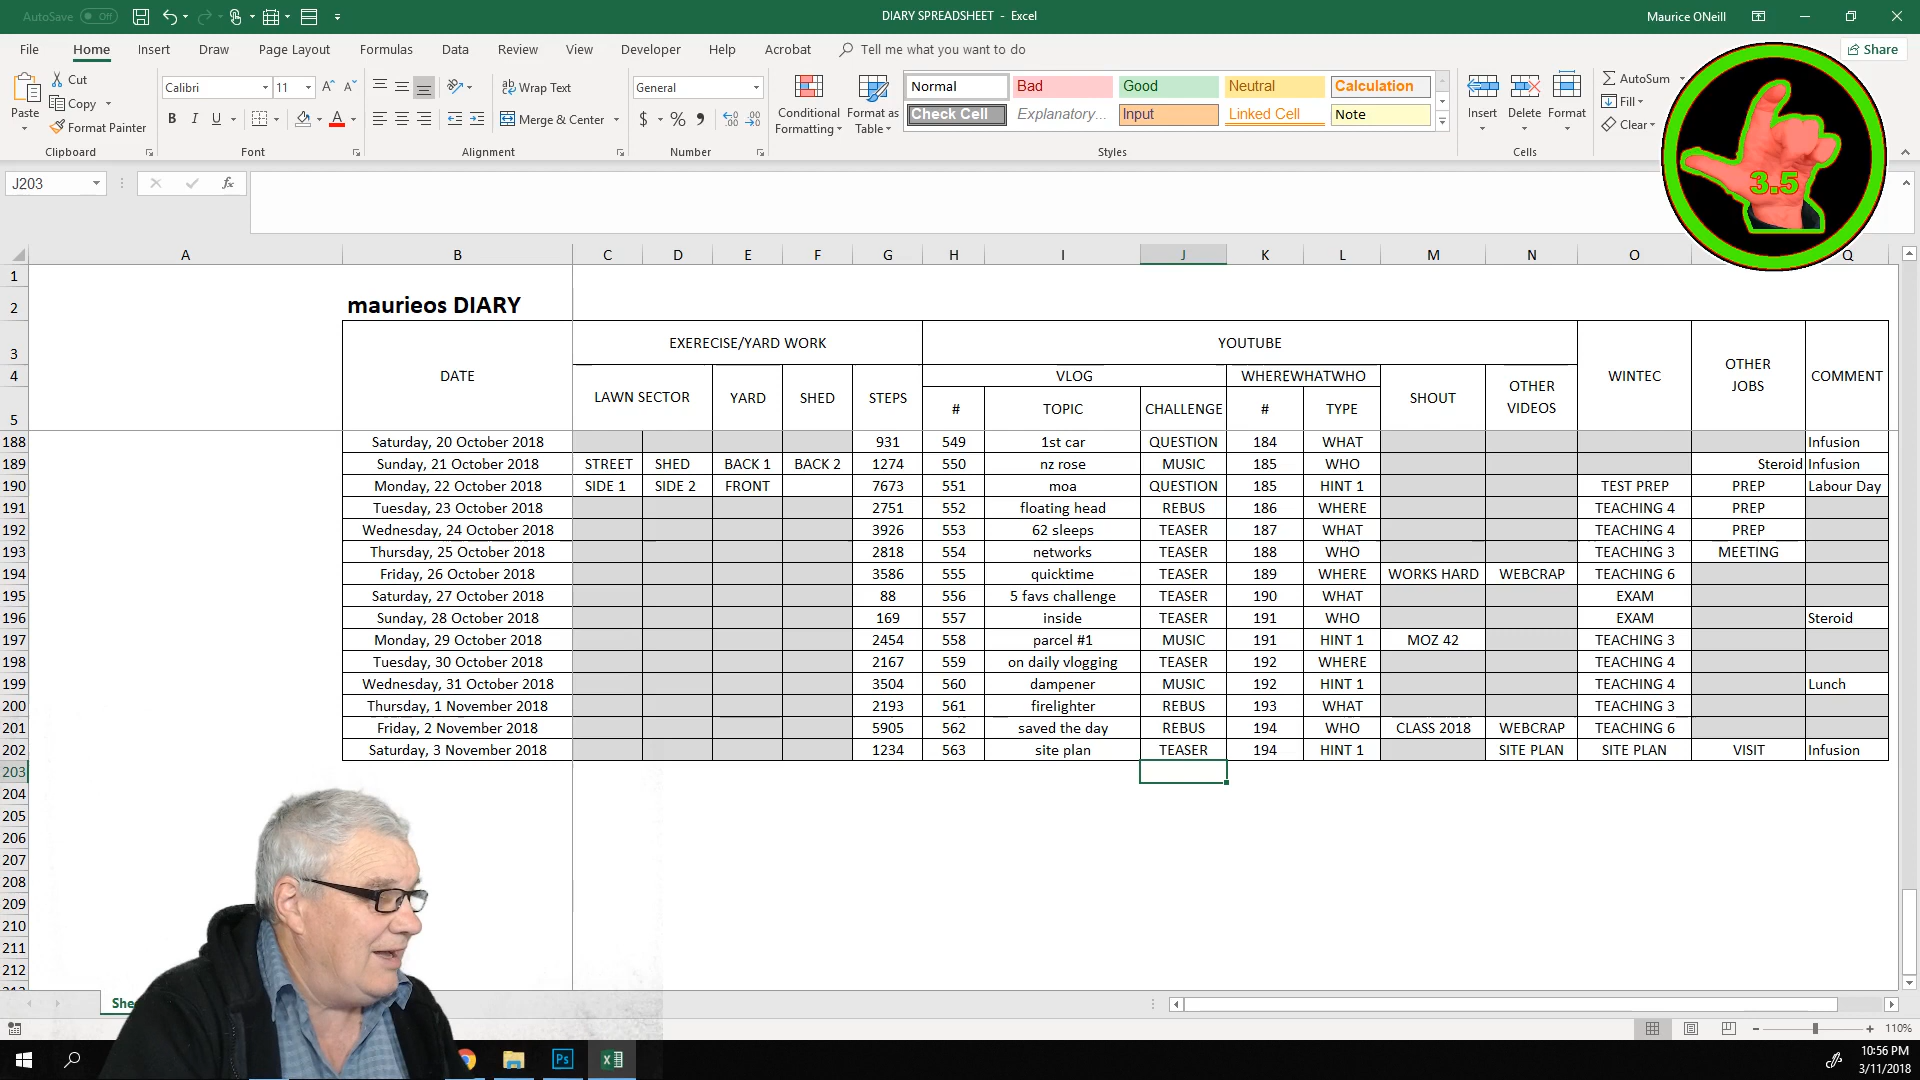 AutoSave Off DIARY SPREADSHEET - Excel Maurice ONeill
File Home Insert Draw Page Layout Formulas Data Review View Developer Help Acrobat Tell me what you want to do Share
Paste Cut Copy Format Painter Clipboard
Calibri 11 B I U A Font
Wrap Text Merge & Center Alignment
General $ % Number
Conditional Formatting Format as Table
Normal Bad Good Neutral Calculation
Check Cell Explanatory... Input Linked Cell Note
Styles
Insert Delete Format Cells
AutoSum Fill Clear
3.5
J203 fx
A B C D E F G H I J K L M N O Q
1
2 maurieos DIARY
3 EXERECISE/YARD WORK YOUTUBE
4 DATE LAWN SECTOR YARD SHED STEPS VLOG WHEREWHATWHO SHOUT OTHER VIDEOS WINTEC OTHER JOBS COMMENT
5 # TOPIC CHALLENGE # TYPE
188 Saturday, 20 October 2018 931 549 1st car QUESTION 184 WHAT Infusion
189 Sunday, 21 October 2018 STREET SHED BACK 1 BACK 2 1274 550 nz rose MUSIC 185 WHO Steroid Infusion
190 Monday, 22 October 2018 SIDE 1 SIDE 2 FRONT 7673 551 moa QUESTION 185 HINT 1 TEST PREP PREP Labour Day
191 Tuesday, 23 October 2018 2751 552 floating head REBUS 186 WHERE TEACHING 4 PREP
192 Wednesday, 24 October 2018 3926 553 62 sleeps TEASER 187 WHAT TEACHING 4 PREP
193 Thursday, 25 October 2018 2818 554 networks TEASER 188 WHO TEACHING 3 MEETING
194 Friday, 26 October 2018 3586 555 quicktime TEASER 189 WHERE WORKS HARD WEBCRAP TEACHING 6
195 Saturday, 27 October 2018 88 556 5 favs challenge TEASER 190 WHAT EXAM
196 Sunday, 28 October 2018 169 557 inside TEASER 191 WHO EXAM Steroid
197 Monday, 29 October 2018 2454 558 parcel #1 MUSIC 191 HINT 1 MOZ 42 TEACHING 3
198 Tuesday, 30 October 2018 2167 559 on daily vlogging TEASER 192 WHERE TEACHING 4
199 Wednesday, 31 October 2018 3504 560 dampener MUSIC 192 HINT 1 TEACHING 4 Lunch
200 Thursday, 1 November 2018 2193 561 firelighter REBUS 193 WHAT TEACHING 3
201 Friday, 2 November 2018 5905 562 saved the day REBUS 194 WHO CLASS 2018 WEBCRAP TEACHING 6
202 Saturday, 3 November 2018 1234 563 site plan TEASER 194 HINT 1 SITE PLAN SITE PLAN VISIT Infusion
203
204
205
206
207
208
209
210
211
212
110%
Ps
10:56 PM
3/11/2018